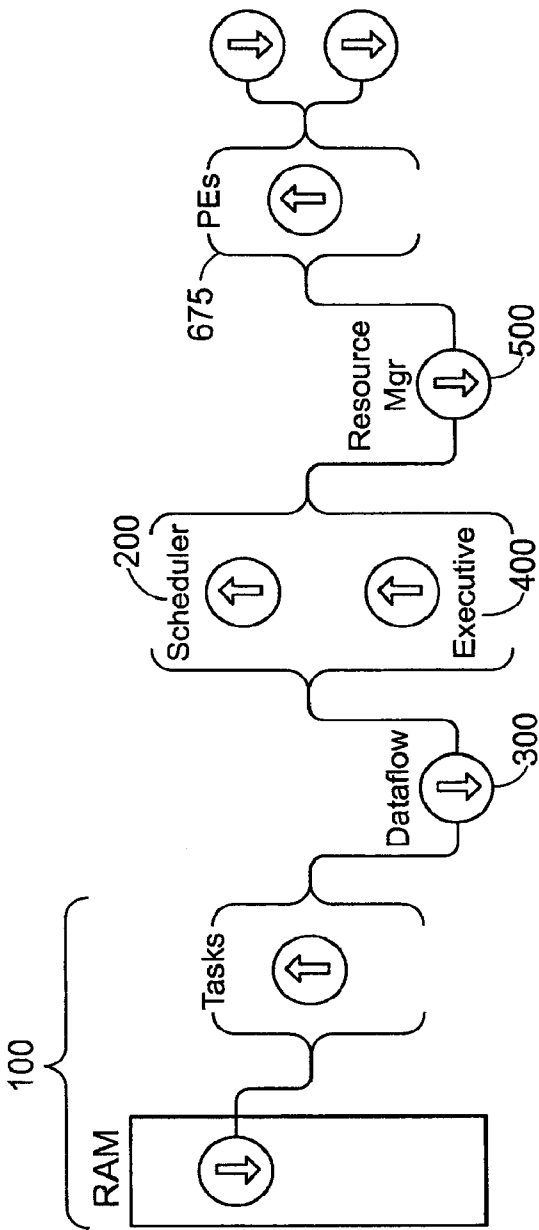 100
RAM
Tasks
Dataflow
300
Scheduler
200
Executive
400
Resource
Mgr
500
675
PEs